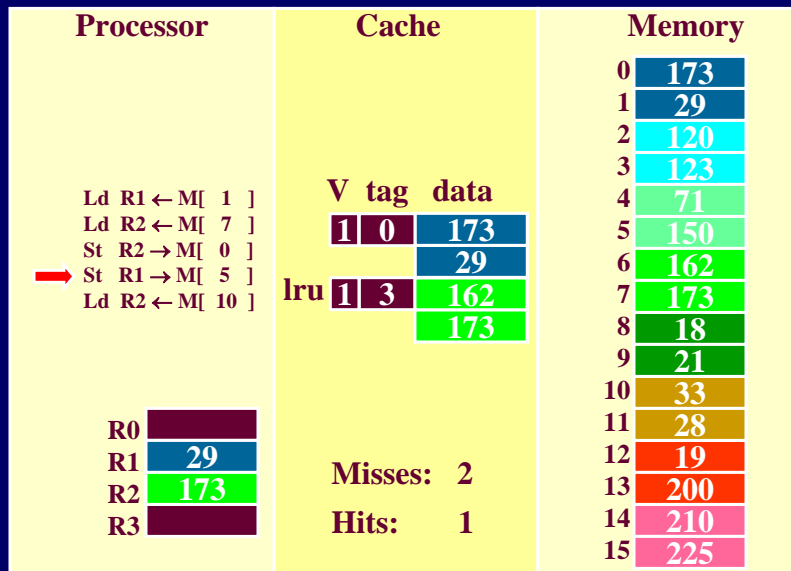 Processor
Ld R1 ← M[ 1 ]
Ld R2 ← M[ 7 ]
St R2 → M[ 0 ]
St R1 → M[ 5 ]
Ld R2 ← M[ 10 ]
R0
R1 29
R2 173
R3
Cache
V tag data
1 0 173
29
lru 1 3 162
173
Misses: 2
Hits: 1
Memory
0 173
1 29
2 120
3 123
4 71
5 150
6 162
7 173
8 18
9 21
10 33
11 28
12 19
13 200
14 210
15 225